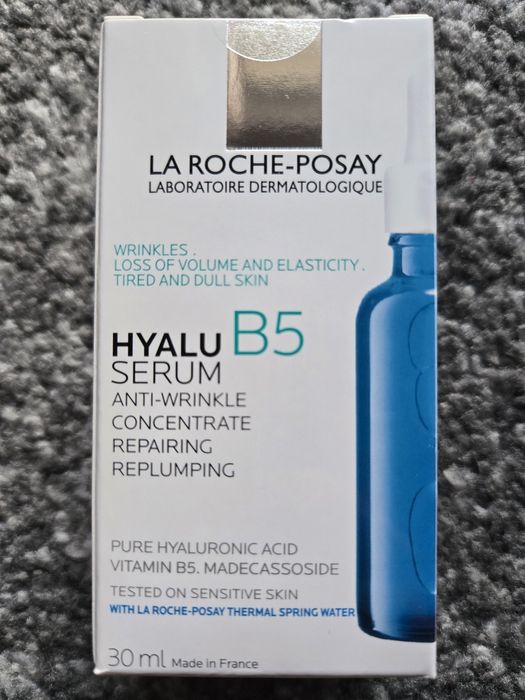 LA ROCHE-POSAY
LABORATOIRE DERMATOLOGIQUE
WRINKLES .
LOSS OF VOLUME AND ELASTICITY .
TIRED AND DULL SKIN
HYALU B5
SERUM
ANTI-WRINKLE
CONCENTRATE
REPAIRING
REPLUMPING
PURE HYALURONIC ACID
VITAMIN B5. MADECASSOSIDE
TESTED ON SENSITIVE SKIN
WITH LA ROCHE-POSAY THERMAL SPRING WATER
30 ml Made in France